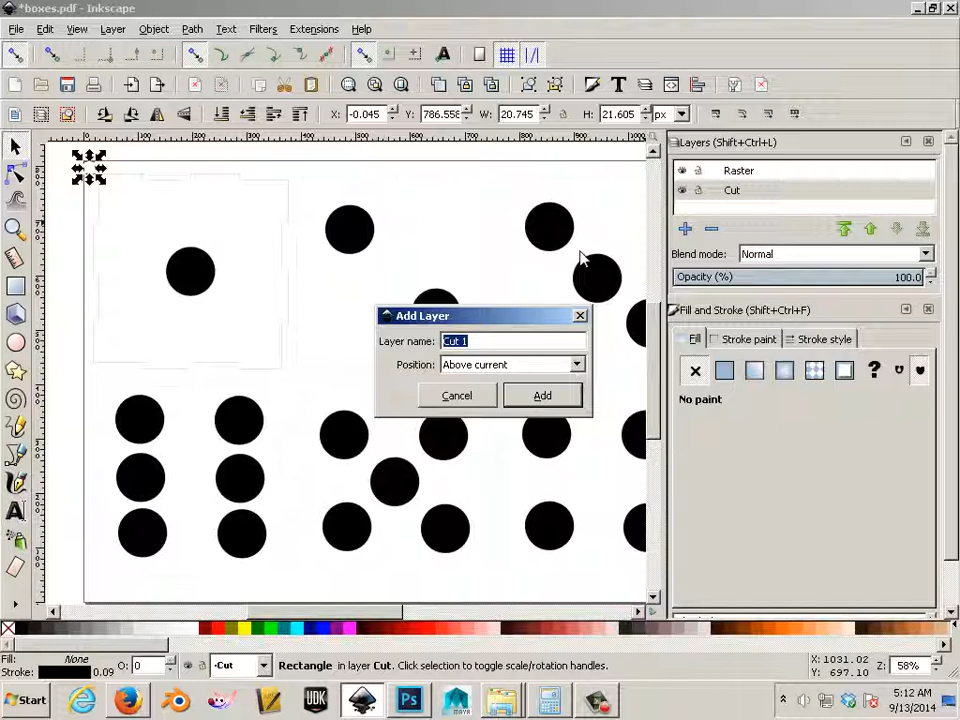 *boxes.pdf - Inkscape
File Edit View Layer Object Path Text Filters Extensions Help
X: -0.045 Y: 786.558 W: 20.745 H: 21.605 px
Layers (Shift+Ctrl+L)
Raster
Cut
Blend mode: Normal
Opacity (%) 100.0
Fill and Stroke (Shift+Ctrl+F)
Fill Stroke paint Stroke style
No paint
Add Layer
Layer name: Cut 1
Position: Above current
Cancel Add
Fill: None
Stroke: 0.09
O: 0
·Cut
Rectangle in layer Cut. Click selection to toggle scale/rotation handles.
X: 1031.02
Y: 697.10
Z: 58%
Start
UDK
Ps
MAYA
5:12 AM
9/13/2014